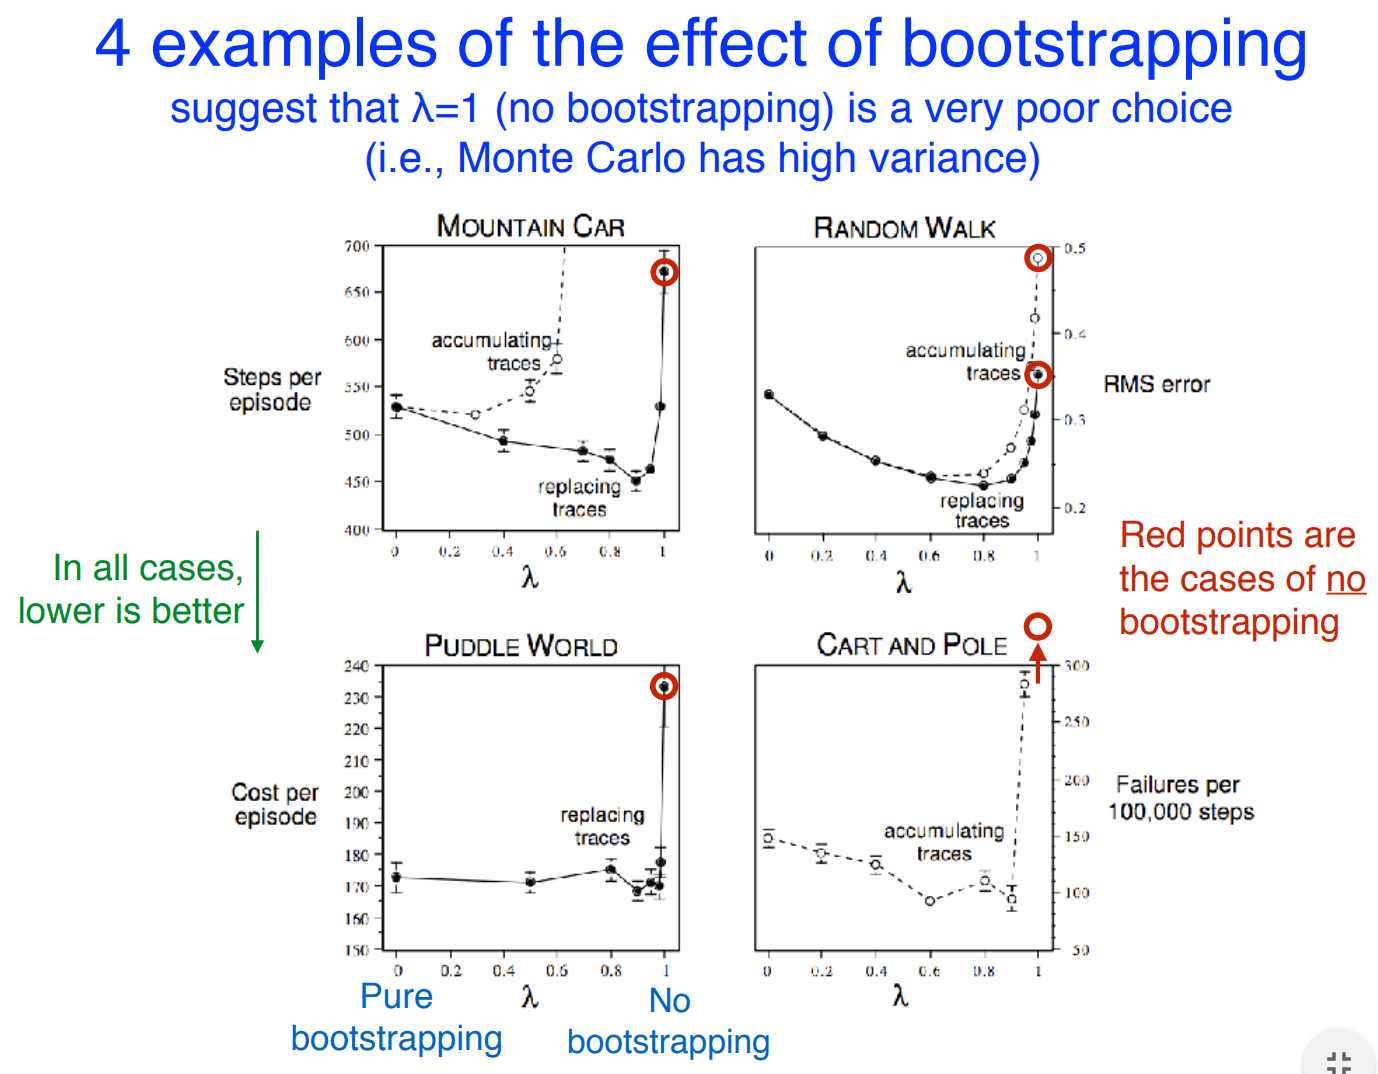 4 examples of the effect of bootstrapping
suggest that λ=1 (no bootstrapping) is a very poor choice
(i.e., Monte Carlo has high variance)
MOUNTAIN CAR
700
650
600
550
500
450
400
Steps per
episode
accumulating
traces
replacing
traces
0 0.2 0.4 0.6 0.8 1
λ
RANDOM WALK
0.5
0.4
0.3
0.2
RMS error
accumulating
traces
replacing
traces
0 0.2 0.4 0.6 0.8 1
λ
In all cases,
lower is better
Red points are
the cases of no
bootstrapping
PUDDLE WORLD
240
230
220
210
200
190
180
170
160
150
Cost per
episode
replacing
traces
0 0.2 0.4 0.6 0.8 1
λ
Pure
bootstrapping
No
bootstrapping
CART AND POLE
300
250
200
150
100
50
Failures per
100,000 steps
accumulating
traces
0 0.2 0.4 0.6 0.8 1
λ